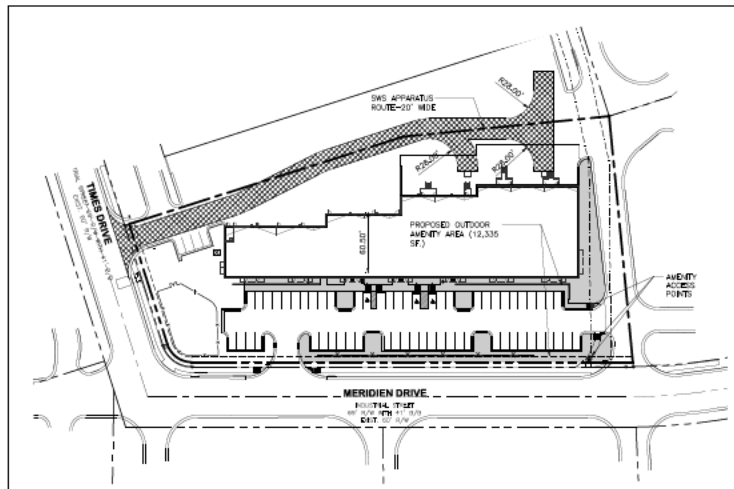 SWS APPARATUS
ROUTE-20' WIDE
R28.00'
R28.00'
R28.00'
TIMES DRIVE
60.50'
PROPOSED OUTDOOR
AMENITY AREA (12,335
SF.)
AMENITY
ACCESS
POINTS
MERIDIEN DRIVE
INDUSTRIAL STREET
EXIST. 60' R/W